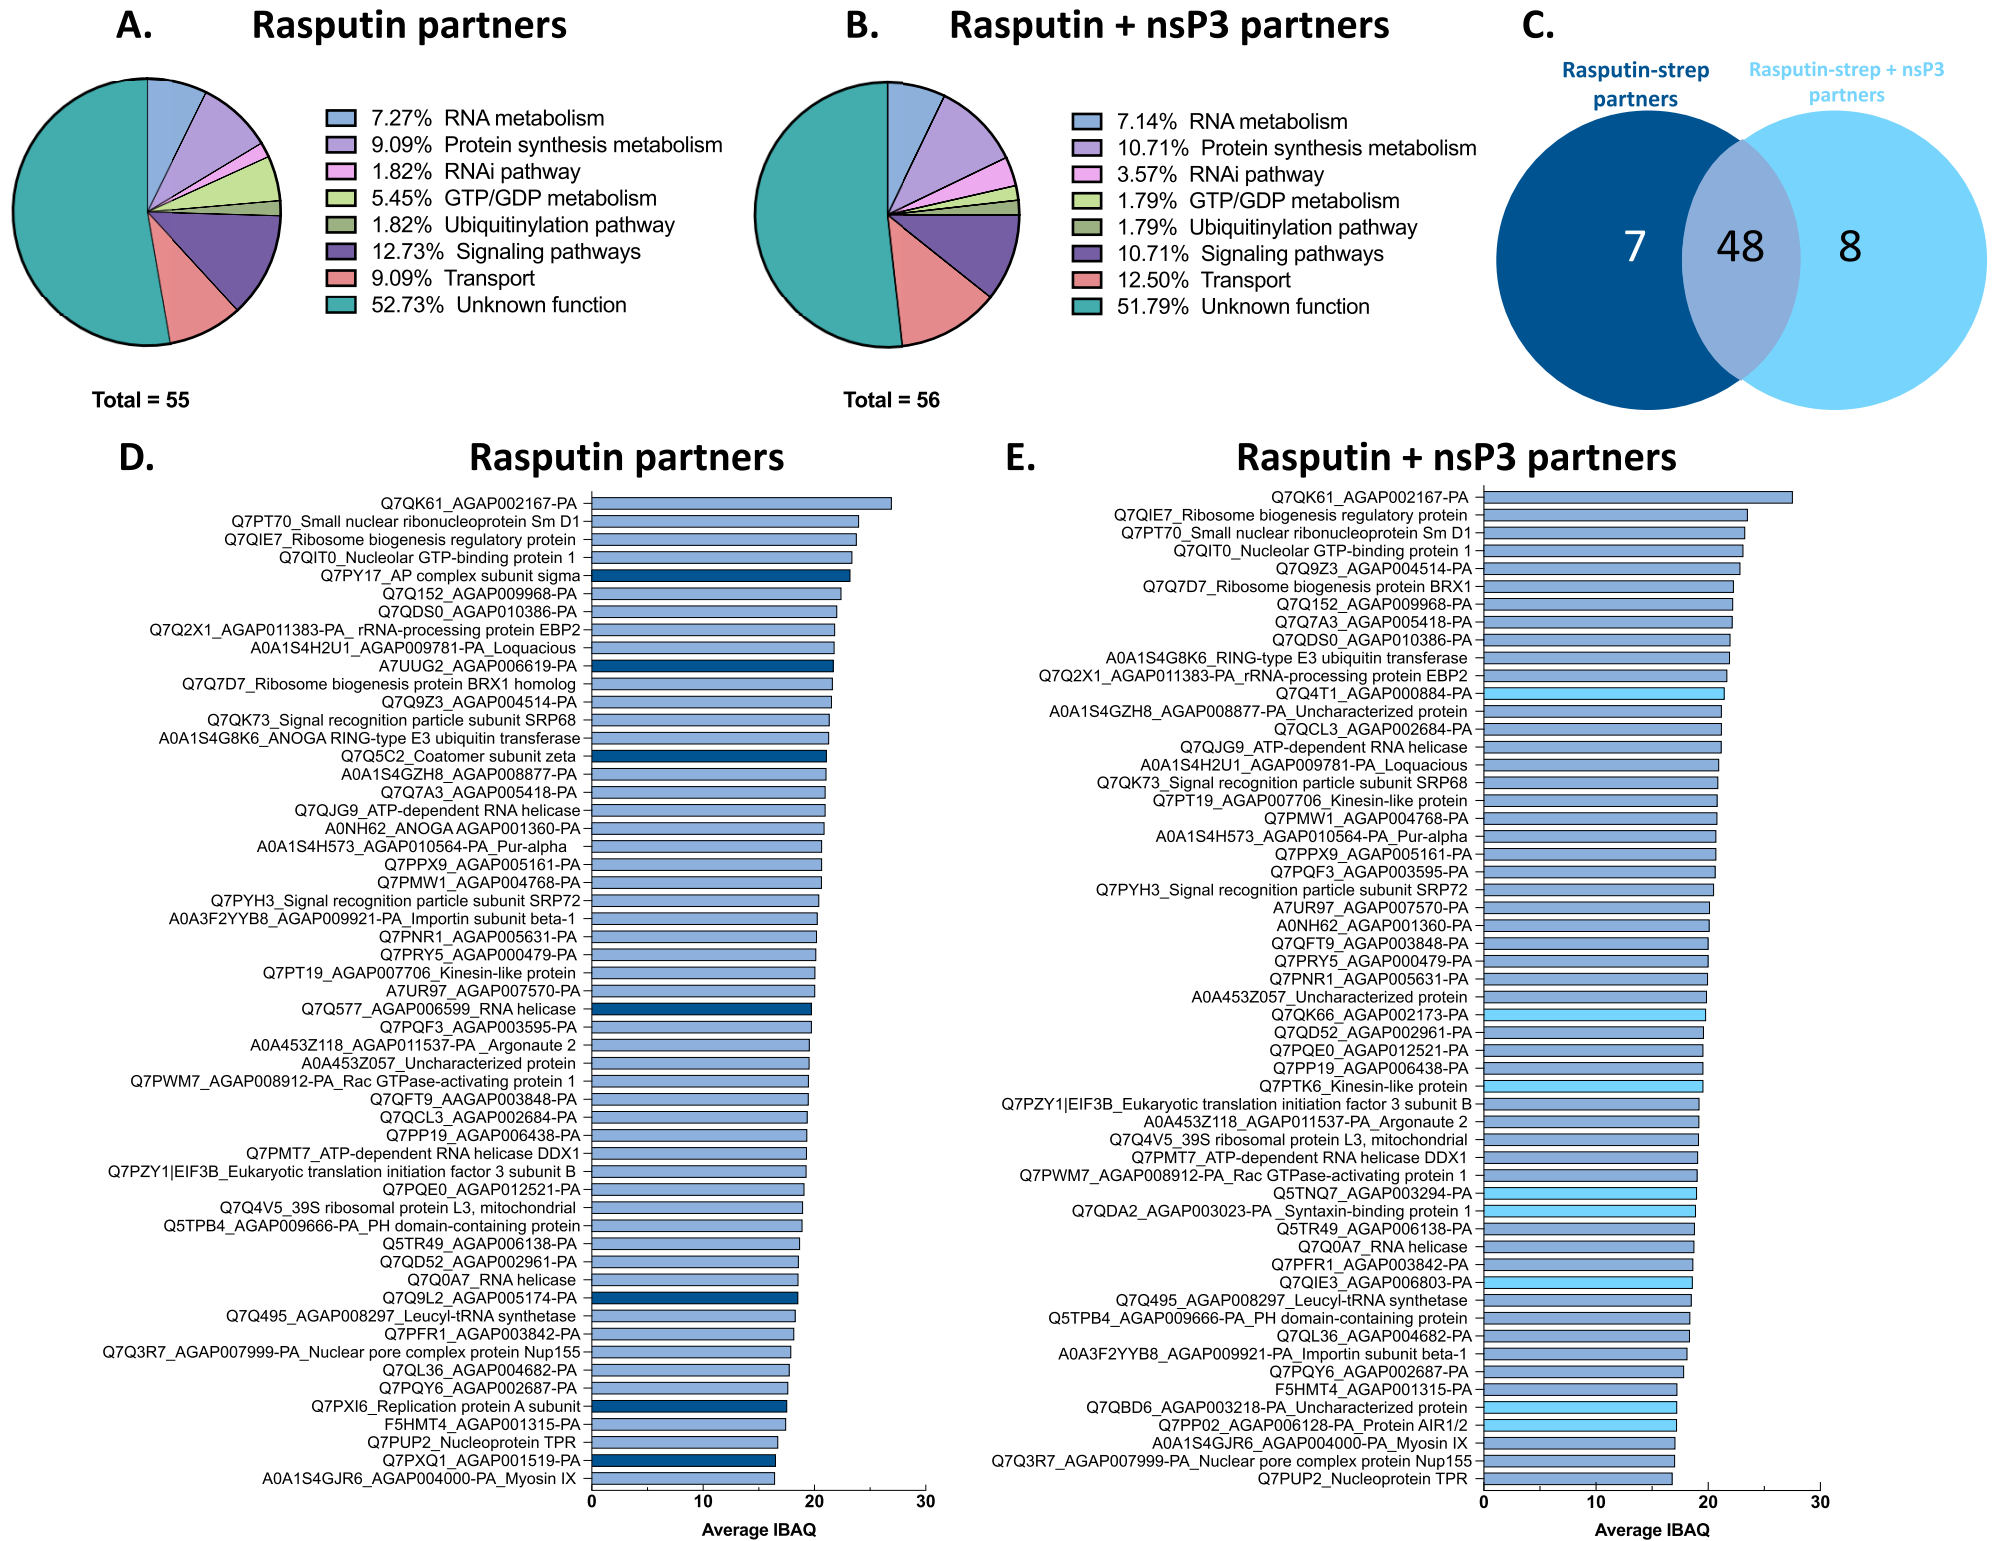 A.
Rasputin partners
7.27% RNA metabolism
9.09% Protein synthesis metabolism
1.82% RNAi pathway
5.45% GTP/GDP metabolism
1.82% Ubiquitinylation pathway
12.73% Signaling pathways
9.09% Transport
52.73% Unknown function
Total = 55
B.
Rasputin + nsP3 partners
7.14% RNA metabolism
10.71% Protein synthesis metabolism
3.57% RNAi pathway
1.79% GTP/GDP metabolism
1.79% Ubiquitinylation pathway
10.71% Signaling pathways
12.50% Transport
51.79% Unknown function
Total = 56
C.
Rasputin-strep
partners
Rasputin-strep + nsP3
partners
7
48
8
D.
Rasputin partners
Q7QK61_AGAP002167-PA
Q7PT70_Small nuclear ribonucleoprotein Sm D1
Q7QIE7_Ribosome biogenesis regulatory protein
Q7QIT0_Nucleolar GTP-binding protein 1
Q7PY17_AP complex subunit sigma
Q7Q152_AGAP009968-PA
Q7QDS0_AGAP010386-PA
Q7Q2X1_AGAP011383-PA_ rRNA-processing protein EBP2
A0A1S4H2U1_AGAP009781-PA_Loquacious
A7UUG2_AGAP006619-PA
Q7Q7D7_Ribosome biogenesis protein BRX1 homolog
Q7Q9Z3_AGAP004514-PA
Q7QK73_Signal recognition particle subunit SRP68
A0A1S4G8K6_ANOGA RING-type E3 ubiquitin transferase
Q7Q5C2_Coatomer subunit zeta
A0A1S4GZH8_AGAP008877-PA
Q7Q7A3_AGAP005418-PA
Q7QJG9_ATP-dependent RNA helicase
A0NH62_ANOGA AGAP001360-PA
A0A1S4H573_AGAP010564-PA_Pur-alpha
Q7PPX9_AGAP005161-PA
Q7PMW1_AGAP004768-PA
Q7PYH3_Signal recognition particle subunit SRP72
A0A3F2YYB8_AGAP009921-PA_Importin subunit beta-1
Q7PNR1_AGAP005631-PA
Q7PRY5_AGAP000479-PA
Q7PT19_AGAP007706_Kinesin-like protein
A7UR97_AGAP007570-PA
Q7Q577_AGAP006599_RNA helicase
Q7PQF3_AGAP003595-PA
A0A453Z118_AGAP011537-PA _Argonaute 2
A0A453Z057_Uncharacterized protein
Q7PWM7_AGAP008912-PA_Rac GTPase-activating protein 1
Q7QFT9_AAGAP003848-PA
Q7QCL3_AGAP002684-PA
Q7PP19_AGAP006438-PA
Q7PMT7_ATP-dependent RNA helicase DDX1
Q7PZY1|EIF3B_Eukaryotic translation initiation factor 3 subunit B
Q7PQE0_AGAP012521-PA
Q7Q4V5_39S ribosomal protein L3, mitochondrial
Q5TPB4_AGAP009666-PA_PH domain-containing protein
Q5TR49_AGAP006138-PA
Q7QD52_AGAP002961-PA
Q7Q0A7_RNA helicase
Q7Q9L2_AGAP005174-PA
Q7Q495_AGAP008297_Leucyl-tRNA synthetase
Q7PFR1_AGAP003842-PA
Q7Q3R7_AGAP007999-PA_Nuclear pore complex protein Nup155
Q7QL36_AGAP004682-PA
Q7PQY6_AGAP002687-PA
Q7PXI6_Replication protein A subunit
F5HMT4_AGAP001315-PA
Q7PUP2_Nucleoprotein TPR
Q7PXQ1_AGAP001519-PA
A0A1S4GJR6_AGAP004000-PA_Myosin IX
0 10 20 30
Average IBAQ
E.
Rasputin + nsP3 partners
Q7QK61_AGAP002167-PA
Q7QIE7_Ribosome biogenesis regulatory protein
Q7PT70_Small nuclear ribonucleoprotein Sm D1
Q7QIT0_Nucleolar GTP-binding protein 1
Q7Q9Z3_AGAP004514-PA
Q7Q7D7_Ribosome biogenesis protein BRX1
Q7Q152_AGAP009968-PA
Q7Q7A3_AGAP005418-PA
Q7QDS0_AGAP010386-PA
A0A1S4G8K6_RING-type E3 ubiquitin transferase
Q7Q2X1_AGAP011383-PA_rRNA-processing protein EBP2
Q7Q4T1_AGAP000884-PA
A0A1S4GZH8_AGAP008877-PA_Uncharacterized protein
Q7QCL3_AGAP002684-PA
Q7QJG9_ATP-dependent RNA helicase
A0A1S4H2U1_AGAP009781-PA_Loquacious
Q7QK73_Signal recognition particle subunit SRP68
Q7PT19_AGAP007706_Kinesin-like protein
Q7PMW1_AGAP004768-PA
A0A1S4H573_AGAP010564-PA_Pur-alpha
Q7PPX9_AGAP005161-PA
Q7PQF3_AGAP003595-PA
Q7PYH3_Signal recognition particle subunit SRP72
A7UR97_AGAP007570-PA
A0NH62_AGAP001360-PA
Q7QFT9_AGAP003848-PA
Q7PRY5_AGAP000479-PA
Q7PNR1_AGAP005631-PA
A0A453Z057_Uncharacterized protein
Q7QK66_AGAP002173-PA
Q7QD52_AGAP002961-PA
Q7PQE0_AGAP012521-PA
Q7PP19_AGAP006438-PA
Q7PTK6_Kinesin-like protein
Q7PZY1|EIF3B_Eukaryotic translation initiation factor 3 subunit B
A0A453Z118_AGAP011537-PA_Argonaute 2
Q7Q4V5_39S ribosomal protein L3, mitochondrial
Q7PMT7_ATP-dependent RNA helicase DDX1
Q7PWM7_AGAP008912-PA_Rac GTPase-activating protein 1
Q5TNQ7_AGAP003294-PA
Q7QDA2_AGAP003023-PA _Syntaxin-binding protein 1
Q5TR49_AGAP006138-PA
Q7Q0A7_RNA helicase
Q7PFR1_AGAP003842-PA
Q7QIE3_AGAP006803-PA
Q7Q495_AGAP008297_Leucyl-tRNA synthetase
Q5TPB4_AGAP009666-PA_PH domain-containing protein
Q7QL36_AGAP004682-PA
A0A3F2YYB8_AGAP009921-PA_Importin subunit beta-1
Q7PQY6_AGAP002687-PA
F5HMT4_AGAP001315-PA
Q7QBD6_AGAP003218-PA_Uncharacterized protein
Q7PP02_AGAP006128-PA_Protein AIR1/2
A0A1S4GJR6_AGAP004000-PA_Myosin IX
Q7Q3R7_AGAP007999-PA_Nuclear pore complex protein Nup155
Q7PUP2_Nucleoprotein TPR
0 10 20 30
Average IBAQ